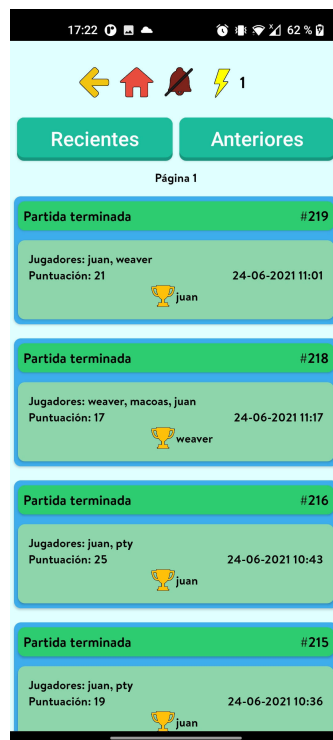 17:22 62 %
1
Recientes Anteriores
Página 1
Partida terminada #219
Jugadores: juan, weaver
Puntuación: 21 24-06-2021 11:01
juan
Partida terminada #218
Jugadores: weaver, macoas, juan
Puntuación: 17 24-06-2021 11:17
weaver
Partida terminada #216
Jugadores: juan, pty
Puntuación: 25 24-06-2021 10:43
juan
Partida terminada #215
Jugadores: juan, pty
Puntuación: 19 24-06-2021 10:36
juan